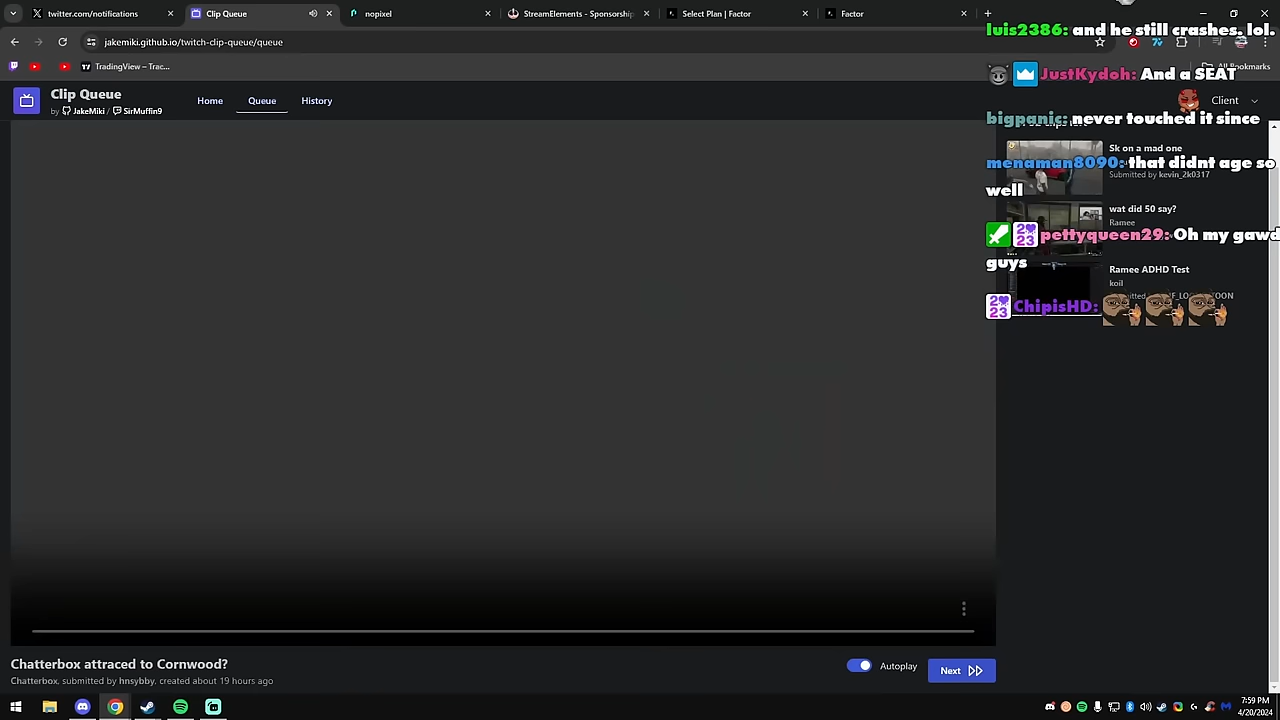 twitter.com/notifications
Clip Queue
nopixel
StreamElements - Sponsorship
Select Plan | Factor
Factor
jakemiki.github.io/twitch-clip-queue/queue
TradingView – Trac...
All Bookmarks
Clip Queue
by JakeMiki / SirMuffin9
Home
Queue
History
Client
luis2386: and he still crashes. lol.
JustKydoh: And a SEAT
bigpanic: never touched it since
menaman8090: that didnt age so
well
pettyqueen29: Oh my gawd
guys
ChipisHD:
Sk on a mad one
Submitted by kevin_2k0317
wat did 50 say?
Ramee
Ramee ADHD Test
koil
Chatterbox attraced to Cornwood?
Chatterbox, submitted by hnsybby, created about 19 hours ago
Autoplay
Next
7:59 PM
4/20/2024